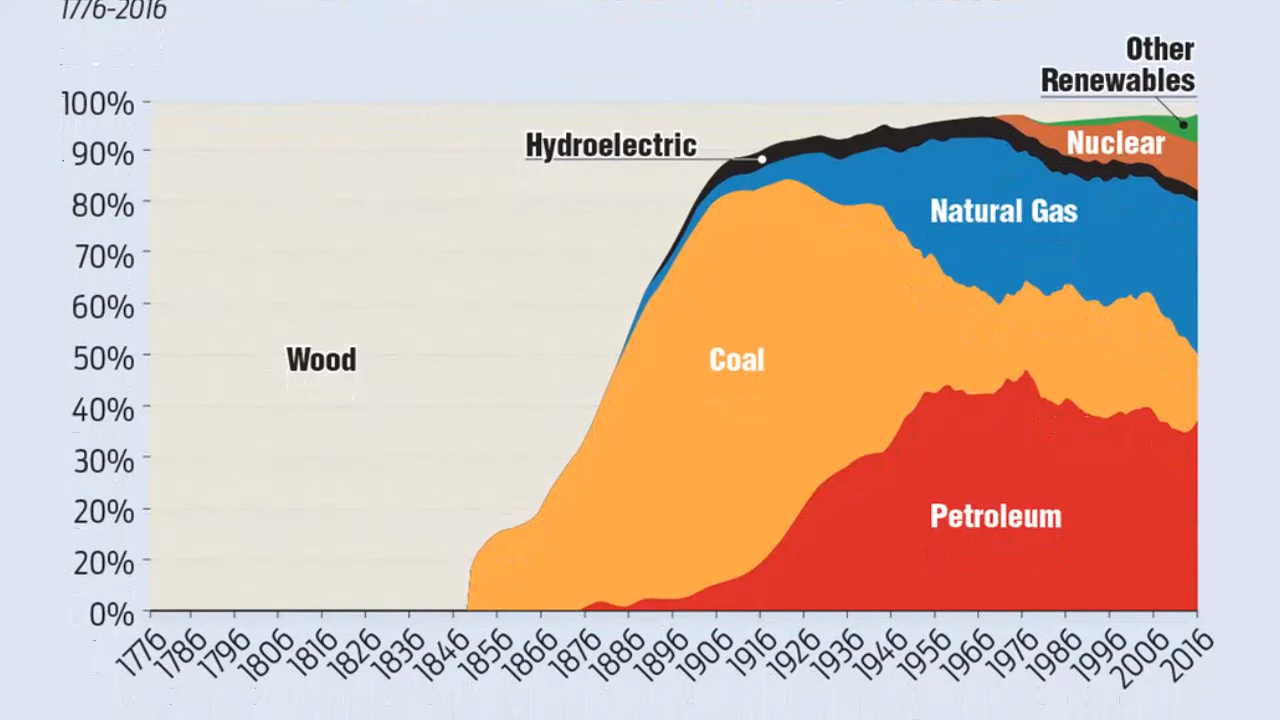 1776-2016
Other
Renewables
100%
Hydroelectric
Nuclear
90%
80%
Natural Gas
70%
60%
Wood
Coal
50%
40%
30%
20%
Petroleum
20%
0%
1776 1786 1796 1806 1816 1826 1836 1846 1856 1866 1876 1886 1896 1906 1916 1926 1936 1946 1956 1966 1976 1986 1996 2006 2016